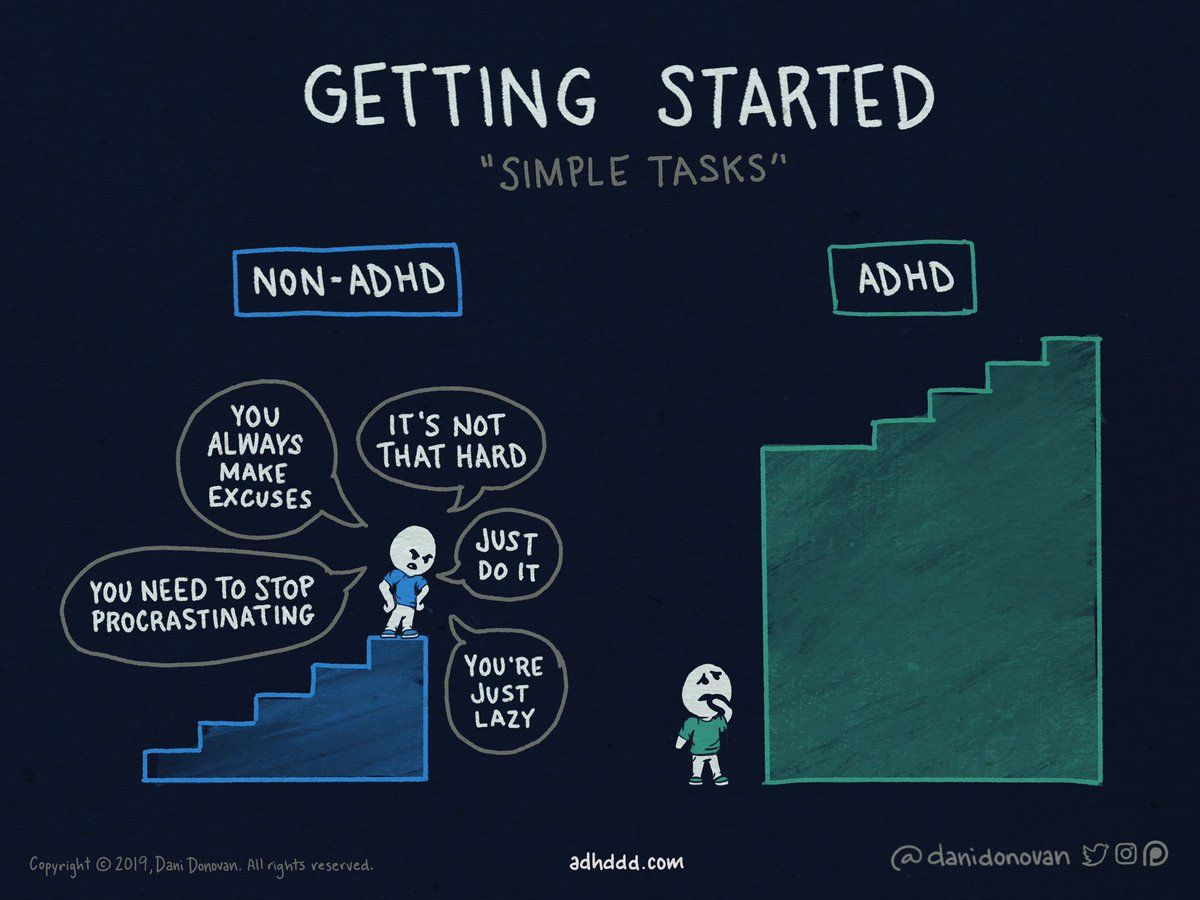 GETTING STARTED
"SIMPLE TASKS"
NON-ADHD
ADHD
YOU
ALWAYS
MAKE
EXCUSES
IT'S NOT
THAT HARD
JUST
DO IT
YOU NEED TO STOP
PROCRASTINATING
YOU'RE
JUST
LAZY
Copyright © 2019, Dani Donovan. All rights reserved.
adhddd.com
@danidonovan